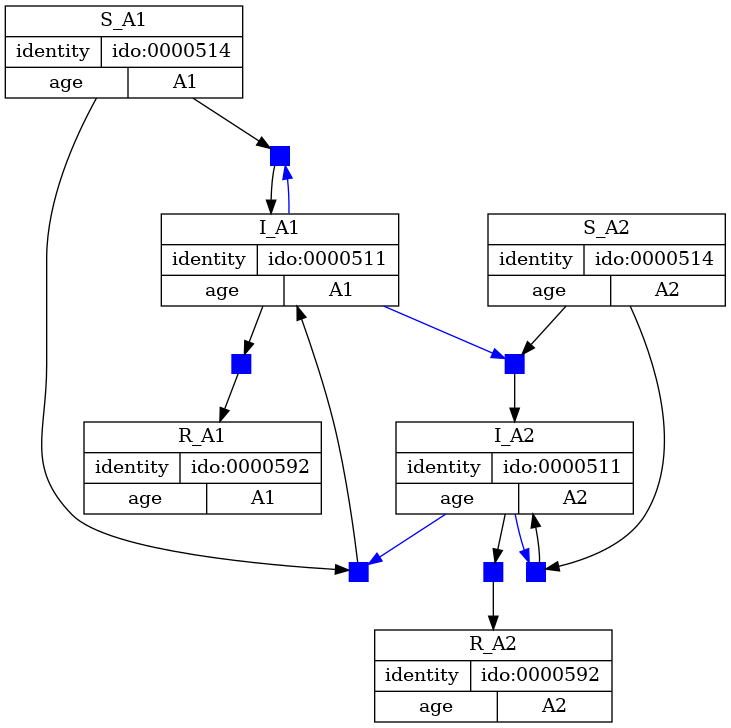 S_A1
identity ido:0000514
age A1
I_A1
identity ido:0000511
age A1
S_A2
identity ido:0000514
age A2
R_A1
identity ido:0000592
age A1
I_A2
identity ido:0000511
age A2
R_A2
identity ido:0000592
age A2